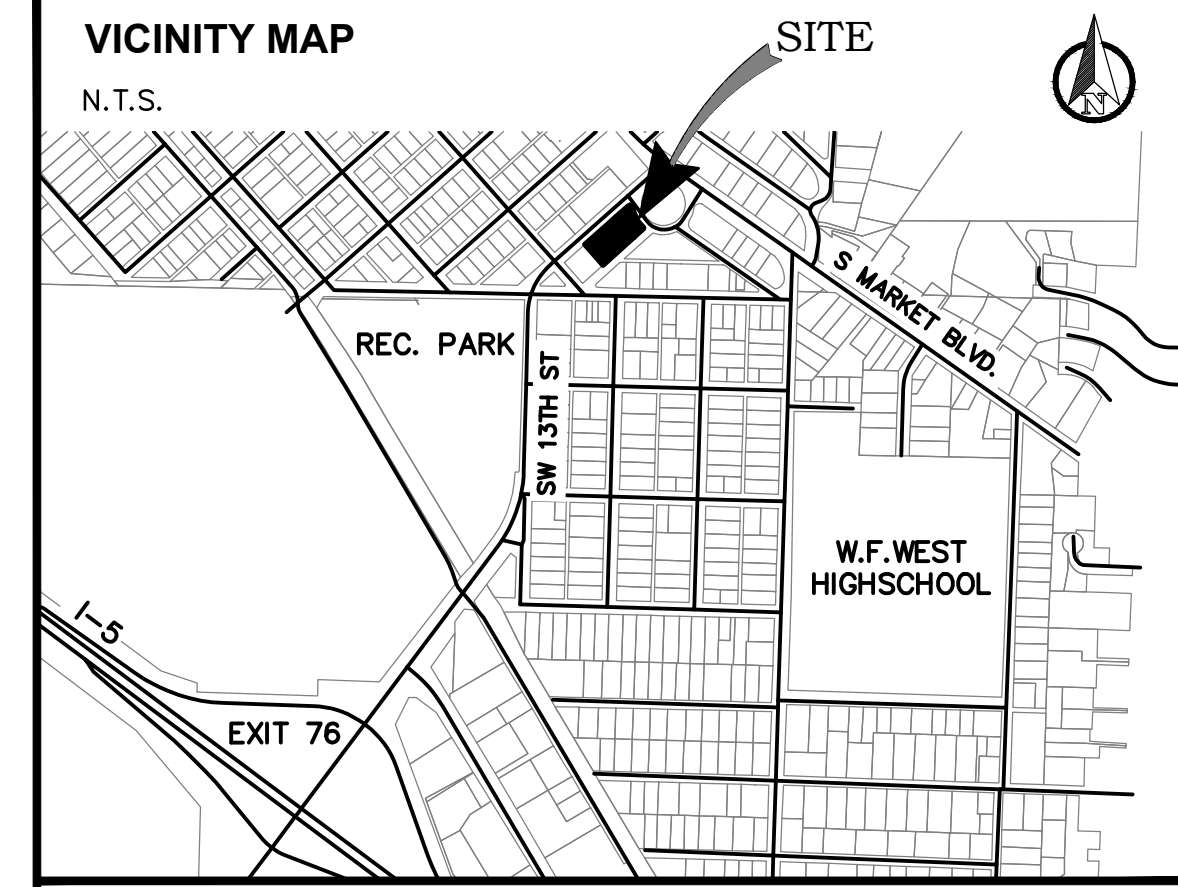 VICINITY MAP
SITE
N
N.T.S.
S MARKET BLVD.
REC. PARK
SW 13TH ST
W.F.WEST
HIGHSCHOOL
I-5
EXIT 76